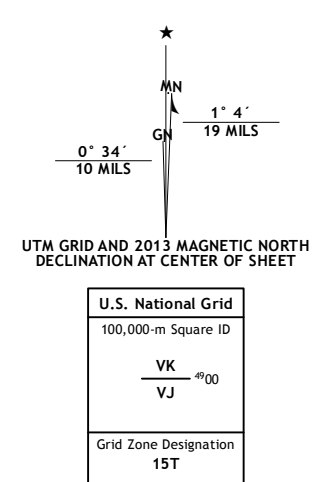 ★
MN
1° 4´
19 MILS
GN
0° 34´
10 MILS
UTM GRID AND 2013 MAGNETIC NORTH
DECLINATION AT CENTER OF SHEET
U.S. National Grid
100,000-m Square ID
VK
4900
VJ
Grid Zone Designation
15T